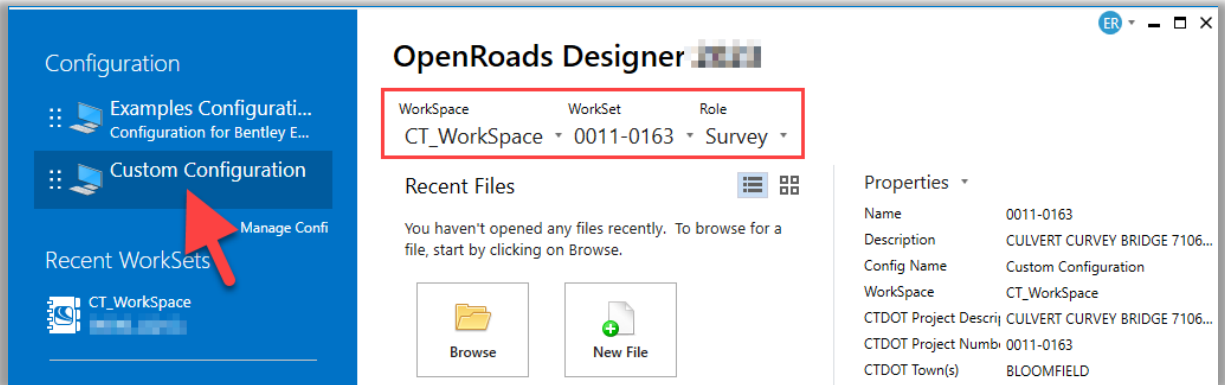 ER
Configuration
Examples Configurati...
Configuration for Bentley E...
Custom Configuration
Manage Confi
Recent WorkSets
CT_WorkSpace
OpenRoads Designer
WorkSpace WorkSet Role
CT_WorkSpace 0011-0163 Survey
Recent Files
You haven't opened any files recently. To browse for a
file, start by clicking on Browse.
Browse
New File
Properties
Name 0011-0163
Description CULVERT CURVEY BRIDGE 7106...
Config Name Custom Configuration
WorkSpace CT_WorkSpace
CTDOT Project Descri CULVERT CURVEY BRIDGE 7106...
CTDOT Project Numb 0011-0163
CTDOT Town(s) BLOOMFIELD